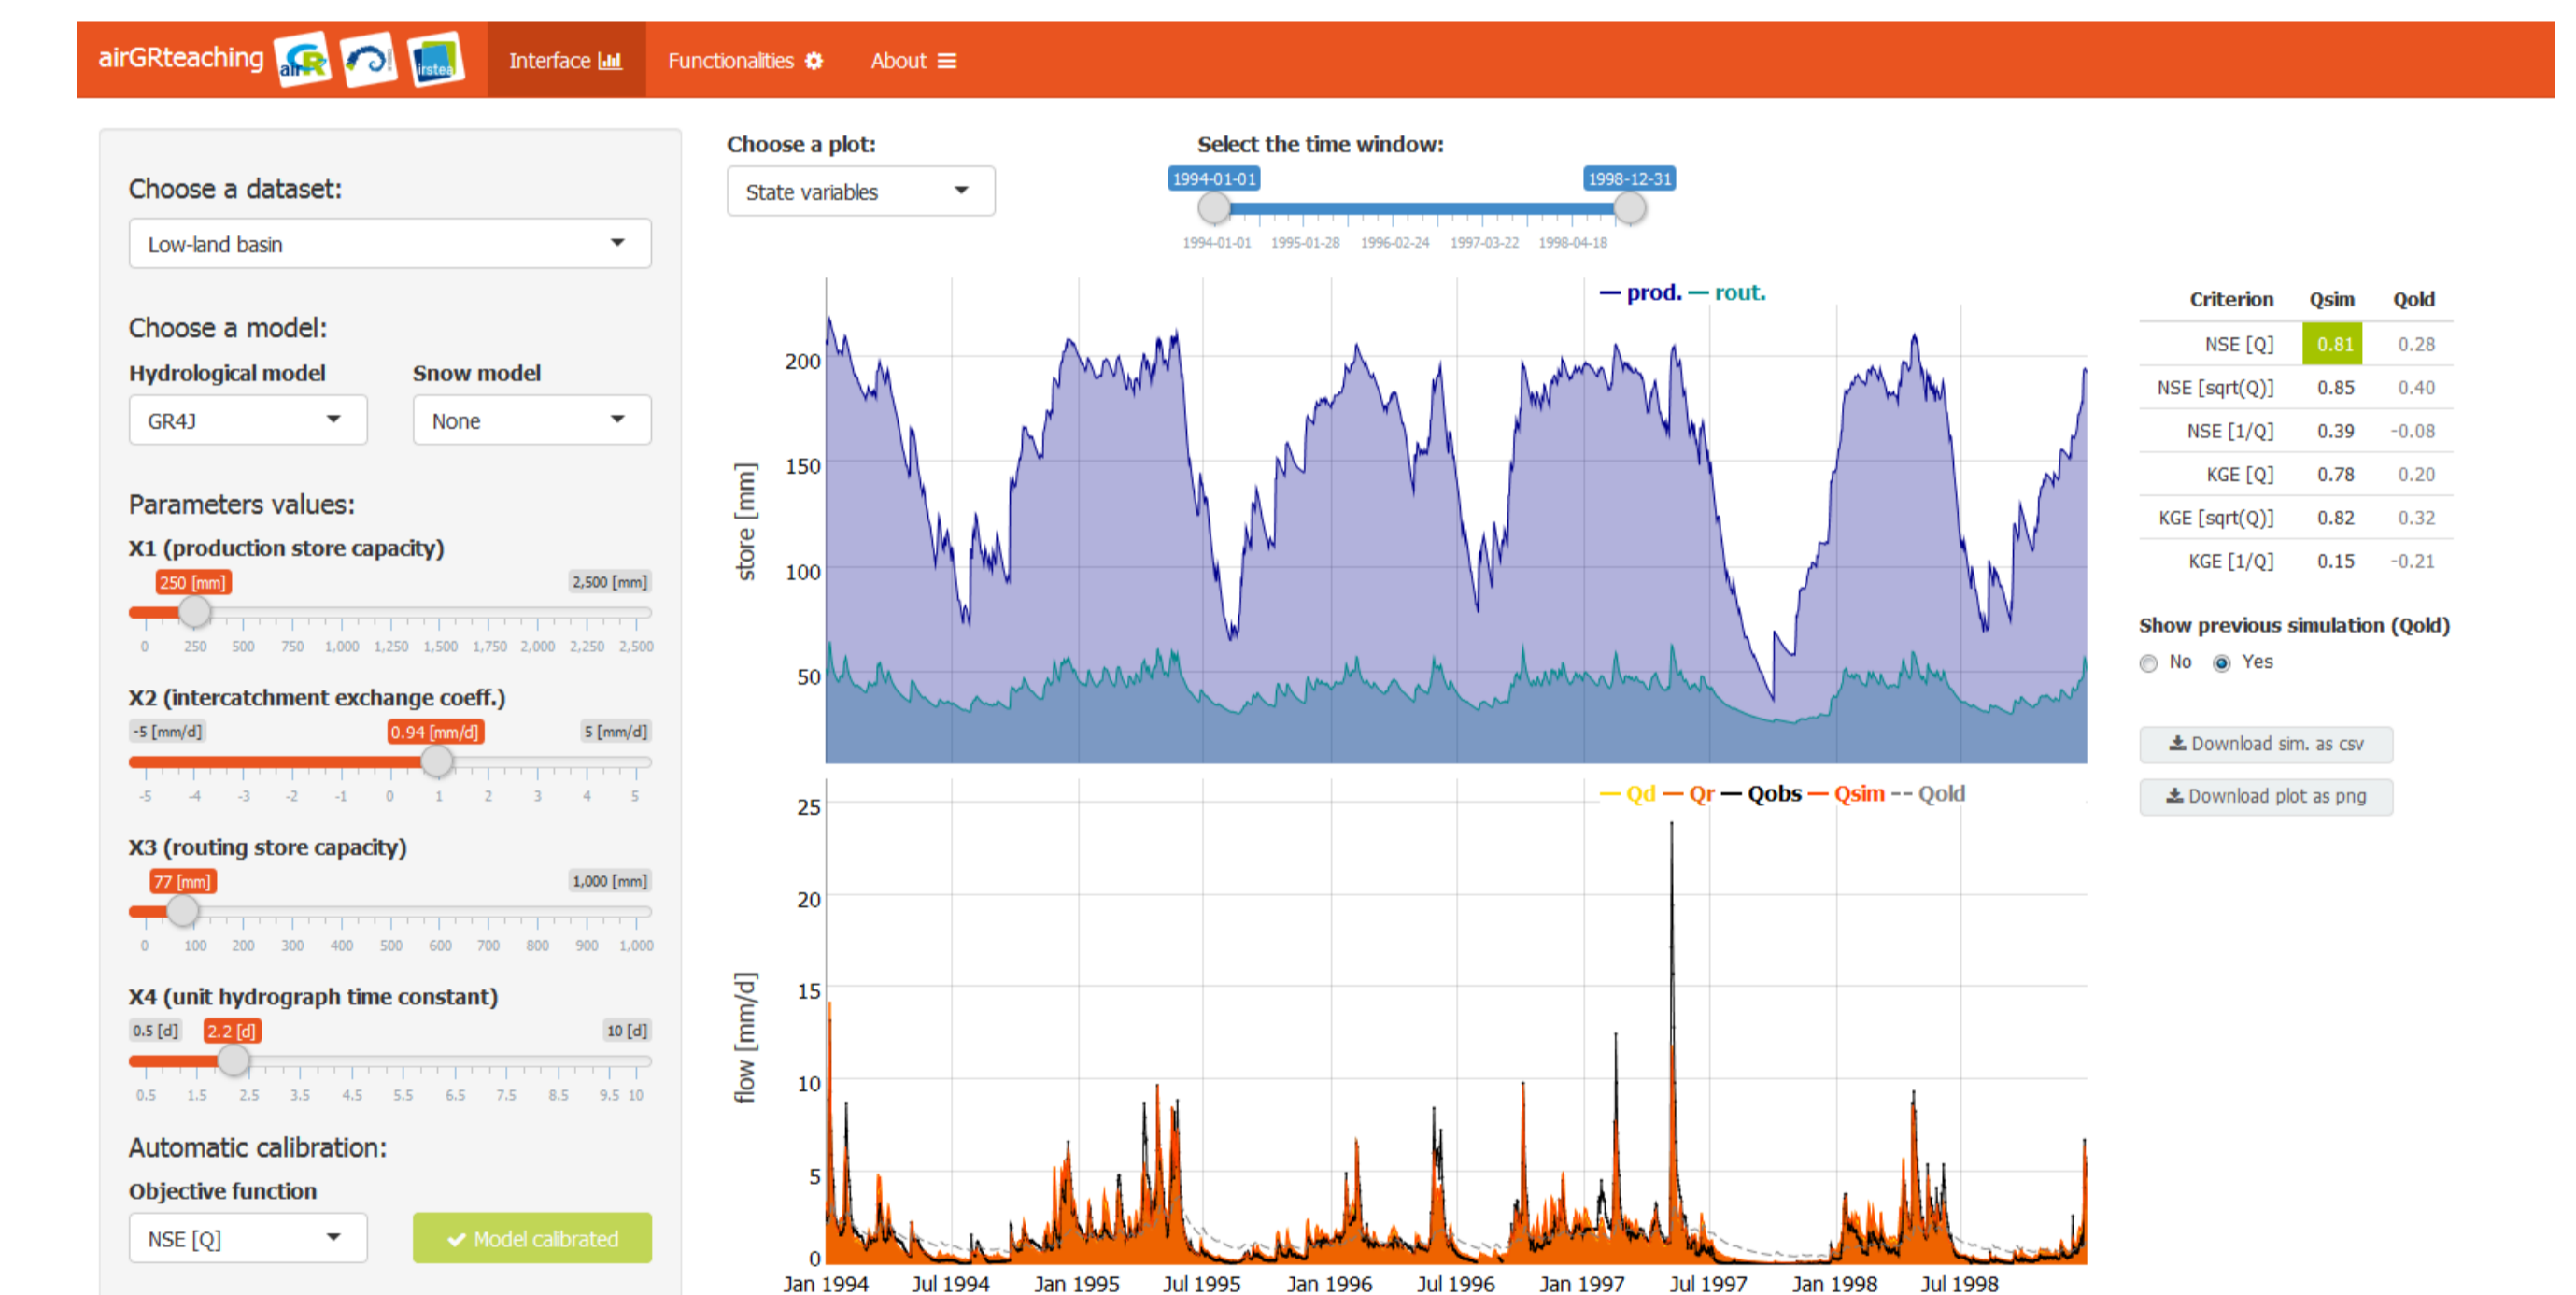 airGRteaching airGR irstea Interface Functionalities About
Choose a dataset:
Low-land basin
Choose a model:
Hydrological model Snow model
GR4J None
Parameters values:
X1 (production store capacity)
250 [mm] 2,500 [mm]
0 250 500 750 1,000 1,250 1,500 1,750 2,000 2,250 2,500
X2 (intercatchment exchange coeff.)
-5 [mm/d] 0.94 [mm/d] 5 [mm/d]
-5 -4 -3 -2 -1 0 1 2 3 4 5
X3 (routing store capacity)
77 [mm] 1,000 [mm]
0 100 200 300 400 500 600 700 800 900 1,000
X4 (unit hydrograph time constant)
0.5 [d] 2.2 [d] 10 [d]
0.5 1.5 2.5 3.5 4.5 5.5 6.5 7.5 8.5 9.5 10
Automatic calibration:
Objective function
NSE [Q] Model calibrated
Choose a plot:
State variables
Select the time window:
1994-01-01 1998-12-31
1994-01-01 1995-01-28 1996-02-24 1997-03-22 1998-04-18
prod. rout.
store [mm]
200
150
100
50
Qd Qr Qobs Qsim Qold
flow [mm/d]
25
20
15
10
5
0
Jan 1994 Jul 1994 Jan 1995 Jul 1995 Jan 1996 Jul 1996 Jan 1997 Jul 1997 Jan 1998 Jul 1998
Criterion Qsim Qold
NSE [Q] 0.81 0.28
NSE [sqrt(Q)] 0.85 0.40
NSE [1/Q] 0.39 -0.08
KGE [Q] 0.78 0.20
KGE [sqrt(Q)] 0.82 0.32
KGE [1/Q] 0.15 -0.21
Show previous simulation (Qold)
No Yes
Download sim. as csv
Download plot as png